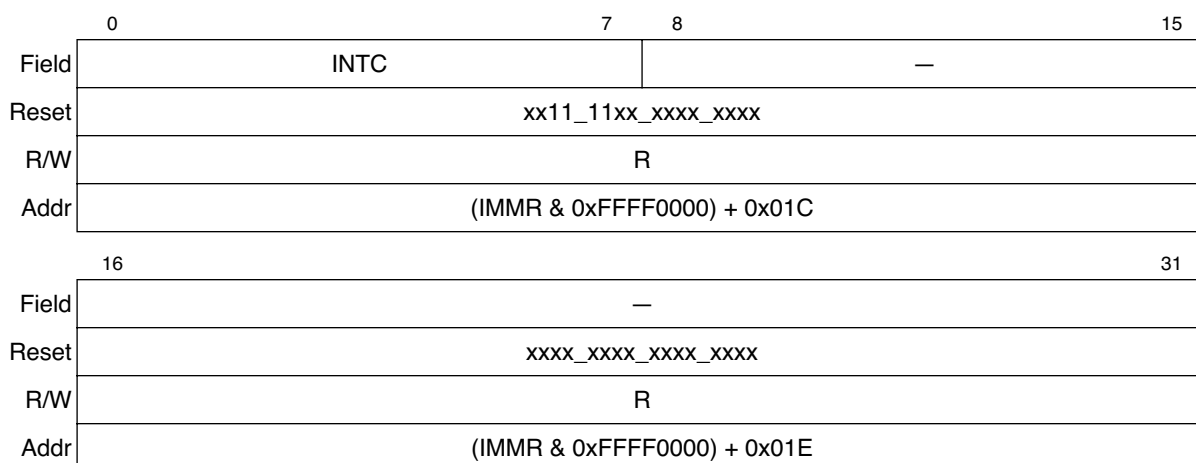 0 7 8 15
Field INTC —
Reset xx11_11xx_xxxx_xxxx
R/W R
Addr (IMMR & 0xFFFF0000) + 0x01C
16 31
Field —
Reset xxxx_xxxx_xxxx_xxxx
R/W R
Addr (IMMR & 0xFFFF0000) + 0x01E